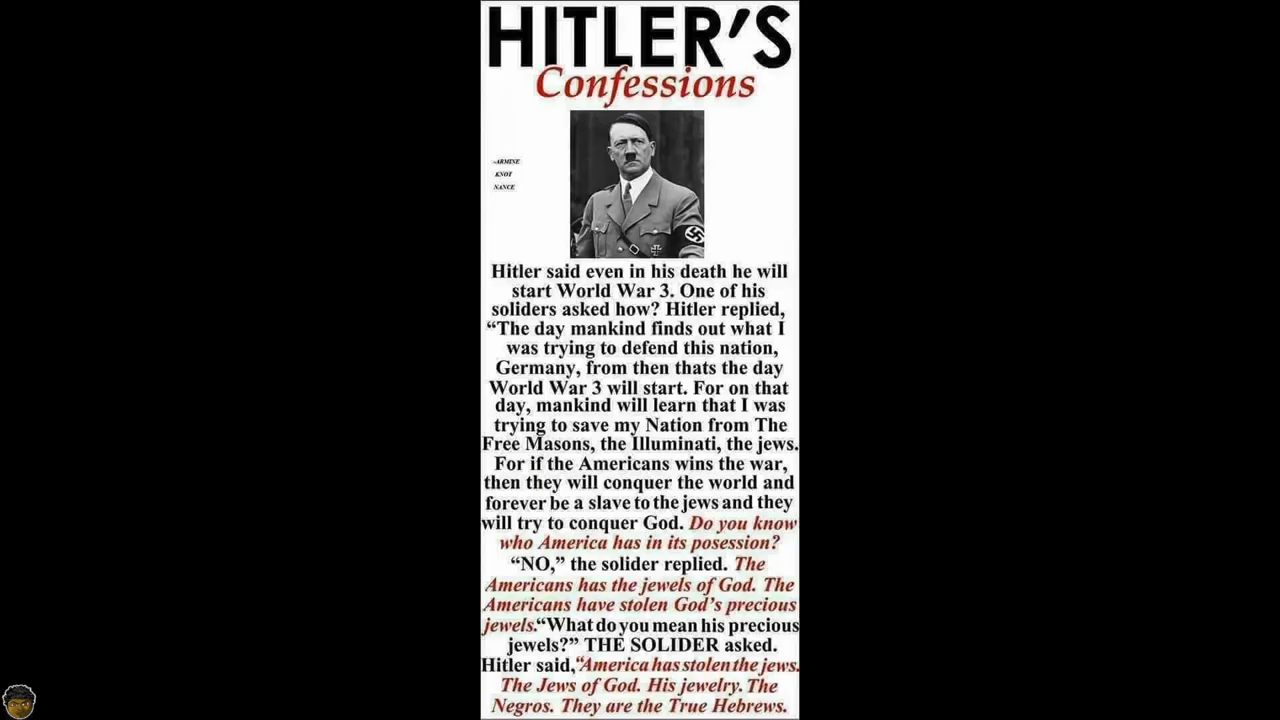 HITLER'S
Confessions
-ARMINE
KNOT
NANCE
Hitler said even in his death he will
start World War 3. One of his
soliders asked how? Hitler replied,
“The day mankind finds out what I
was trying to defend this nation,
Germany, from then thats the day
World War 3 will start. For on that
day, mankind will learn that I was
trying to save my Nation from The
Free Masons, the Illuminati, the jews.
For if the Americans wins the war,
then they will conquer the world and
forever be a slave to the jews and they
will try to conquer God. Do you know
who America has in its posession?
“NO,” the solider replied. The
Americans has the jewels of God. The
Americans have stolen God's precious
jewels.“What do you mean his precious
jewels?” THE SOLIDER asked.
Hitler said,“America has stolen the jews.
The Jews of God. His jewelry. The
Negros. They are the True Hebrews.